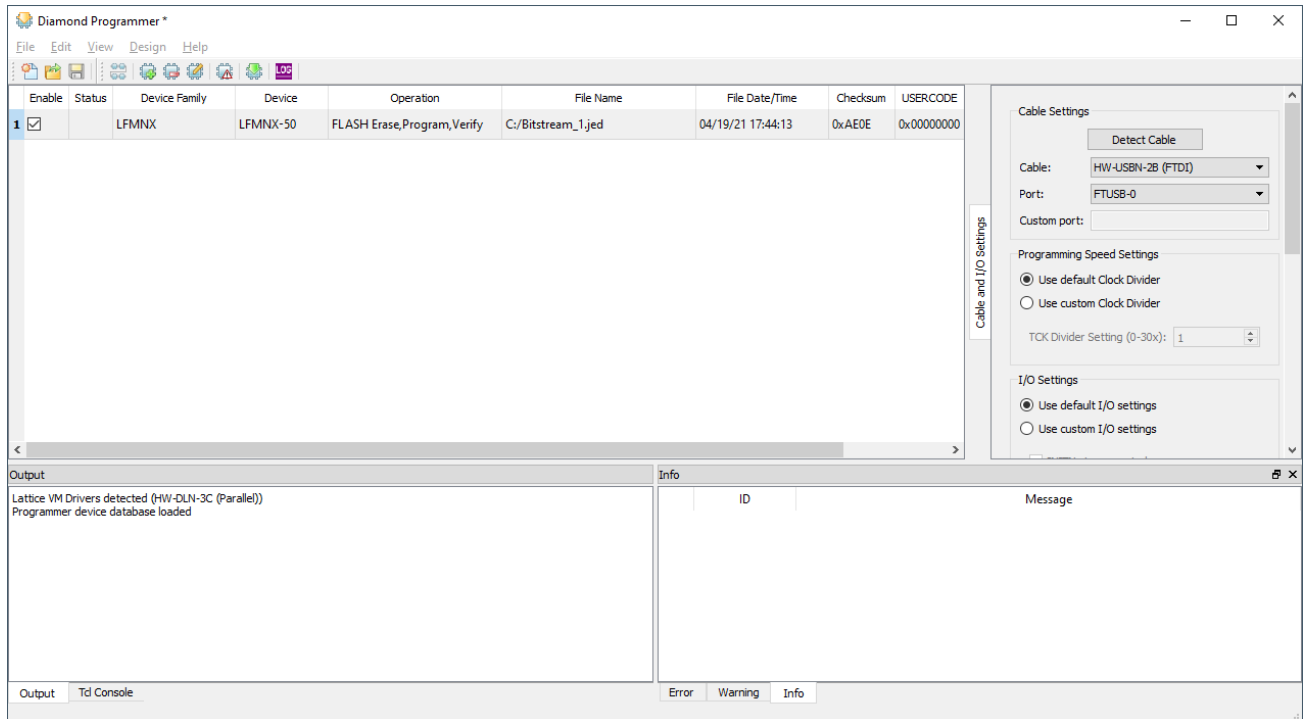 Diamond Programmer *
File Edit View Design Help
LOG
Enable Status Device Family Device Operation File Name File Date/Time Checksum USERCODE
1 LFMNX LFMNX-50 FLASH Erase,Program,Verify C:/Bitstream_1.jed 04/19/21 17:44:13 0xAE0E 0x00000000
Cable and I/O Settings
Cable Settings
Detect Cable
Cable: HW-USBN-2B (FTDI)
Port: FTUSB-0
Custom port:
Programming Speed Settings
Use default Clock Divider
Use custom Clock Divider
TCK Divider Setting (0-30x): 1
I/O Settings
Use default I/O settings
Use custom I/O settings
Output
Lattice VM Drivers detected (HW-DLN-3C (Parallel))
Programmer device database loaded
Output Tcl Console
Info
ID Message
Error Warning Info